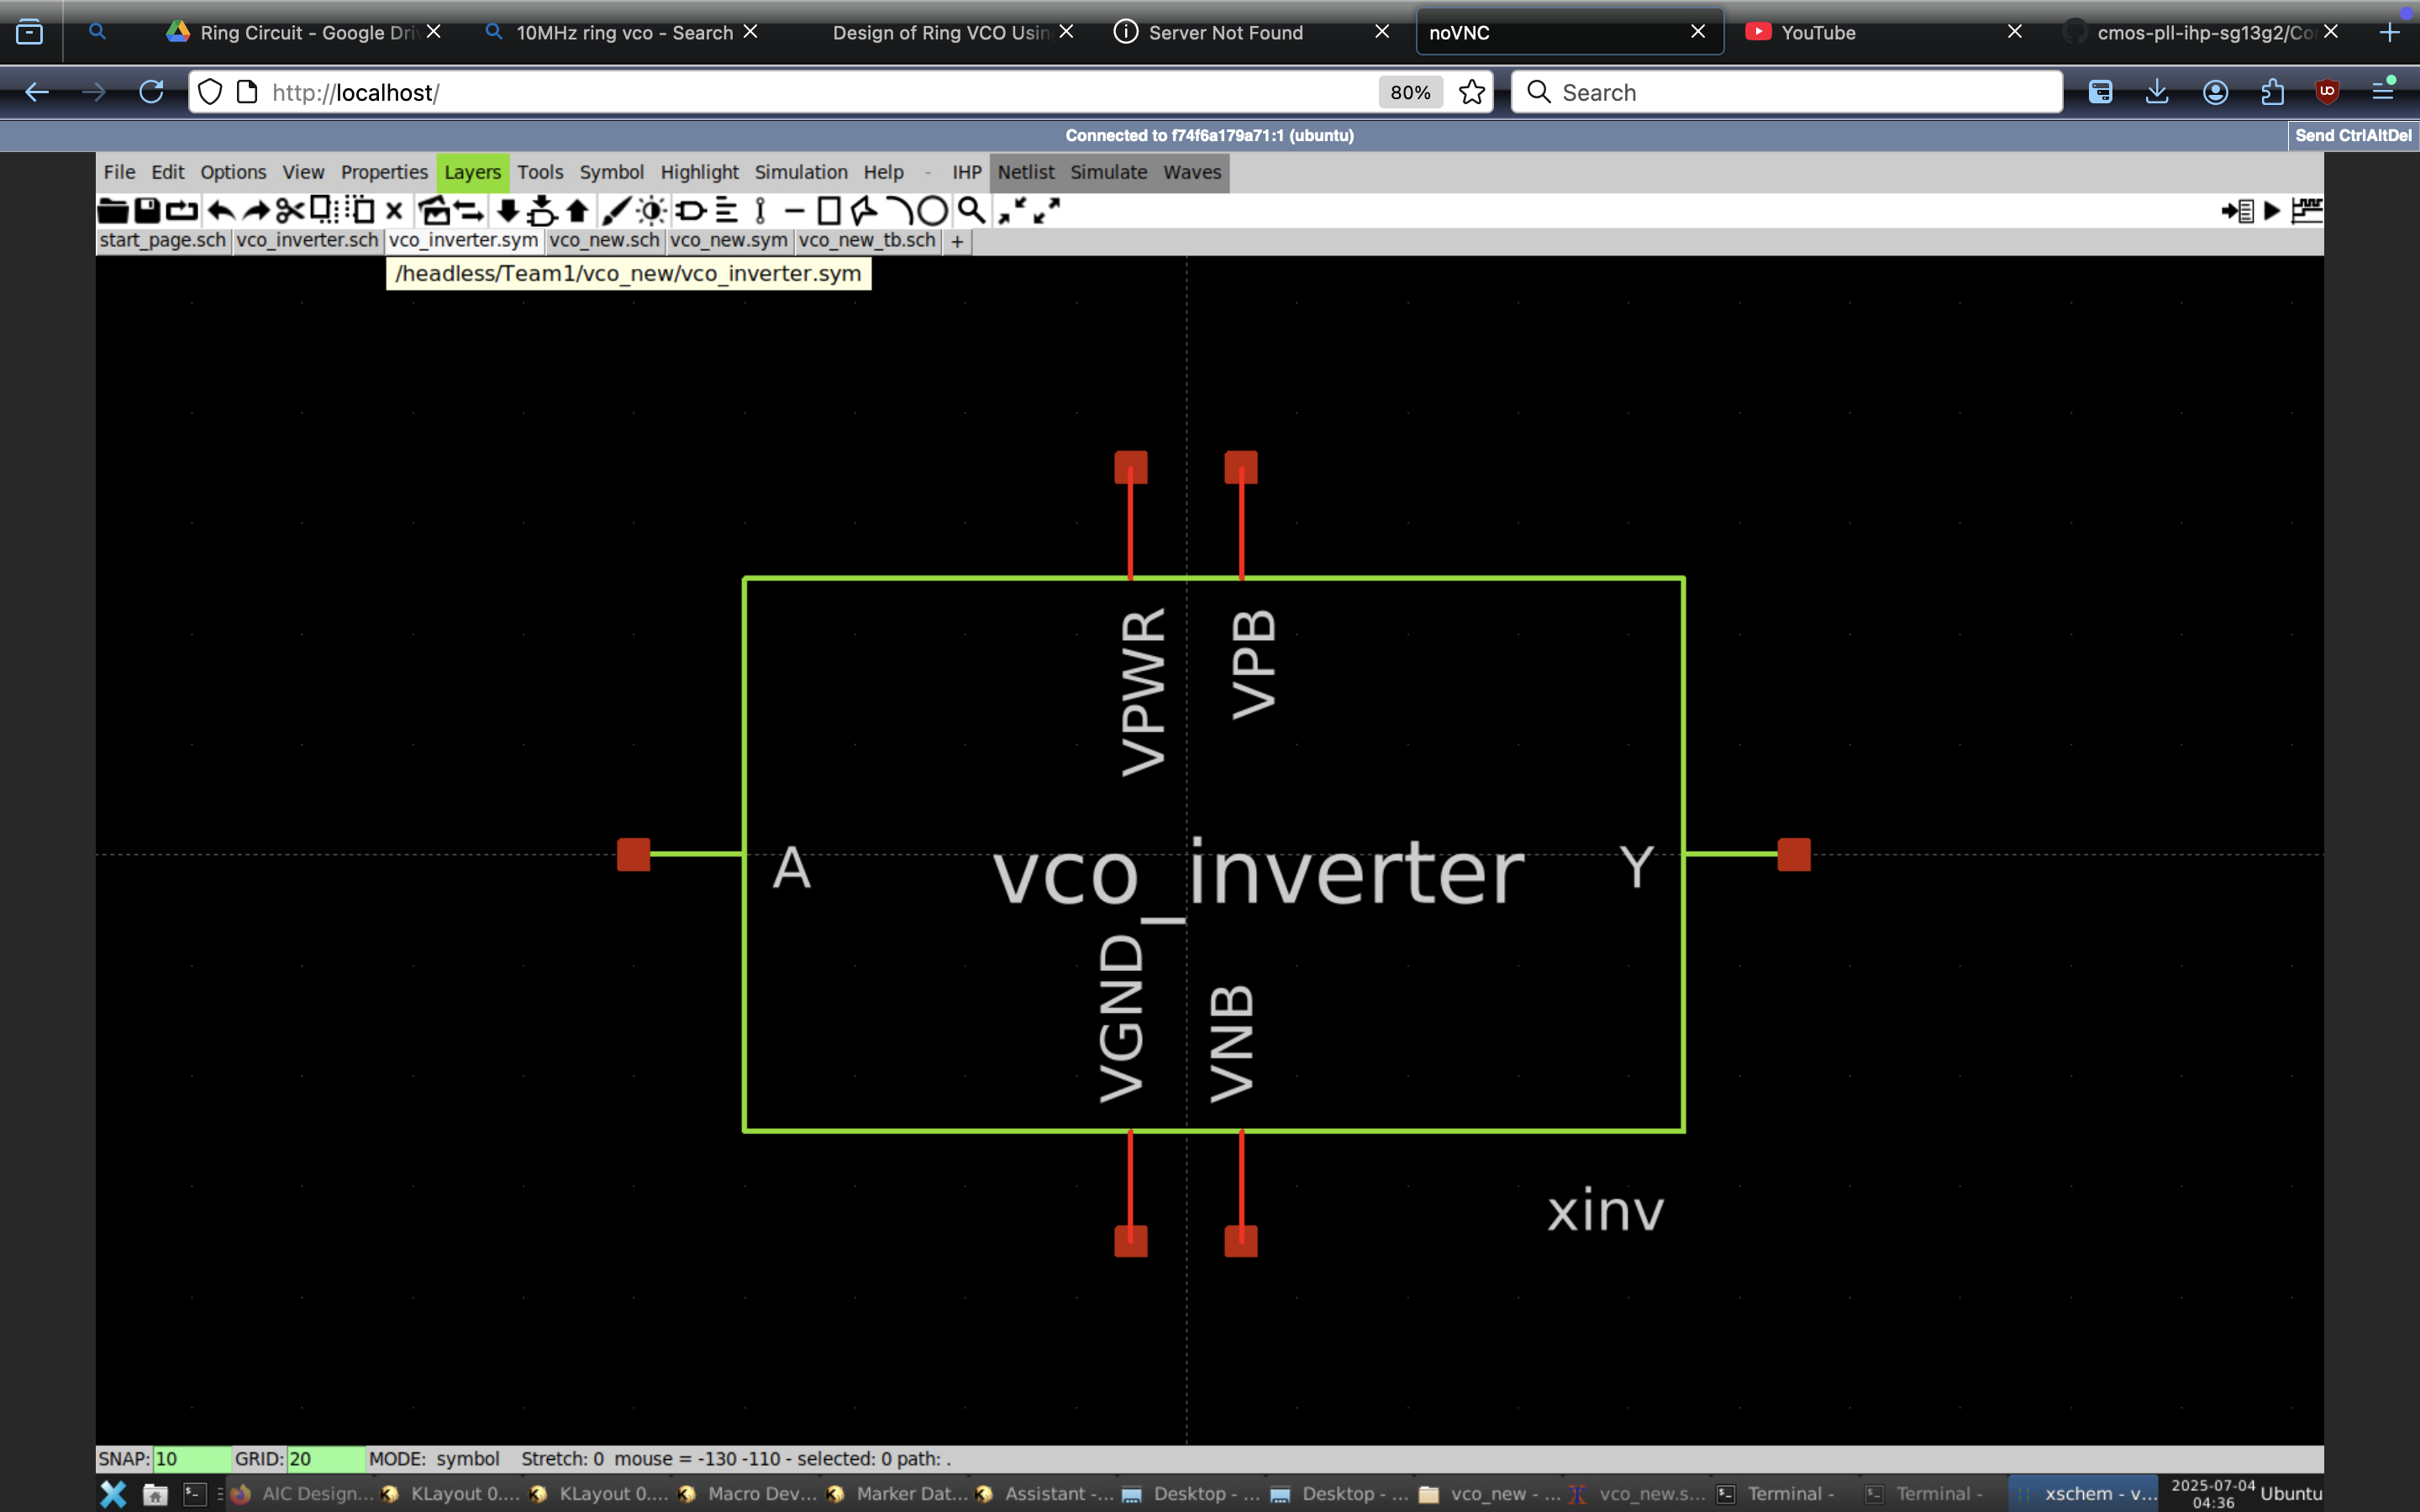 Ring Circuit - Google Dri
10MHz ring vco - Search
Design of Ring VCO Usin
Server Not Found
noVNC
YouTube
cmos-pll-ihp-sg13g2/Co
http://localhost/
80%
Search
Connected to f74f6a179a71:1 (ubuntu)
Send CtrlAltDel
File Edit Options View Properties Layers Tools Symbol Highlight Simulation Help - IHP Netlist Simulate Waves
start_page.sch vco_inverter.sch vco_inverter.sym vco_new.sch vco_new.sym vco_new_tb.sch +
/headless/Team1/vco_new/vco_inverter.sym
VPWR
VPB
A
vco_inverter
Y
VGND
VNB
xinv
SNAP: 10 GRID: 20 MODE: symbol Stretch: 0 mouse = -130 -110 - selected: 0 path: .
AIC Design... KLayout 0.... KLayout 0.... Macro Dev... Marker Dat... Assistant -... Desktop - ... Desktop - ... vco_new - ... vco_new.s... Terminal - Terminal - xschem - v...
2025-07-04
04:36
Ubuntu